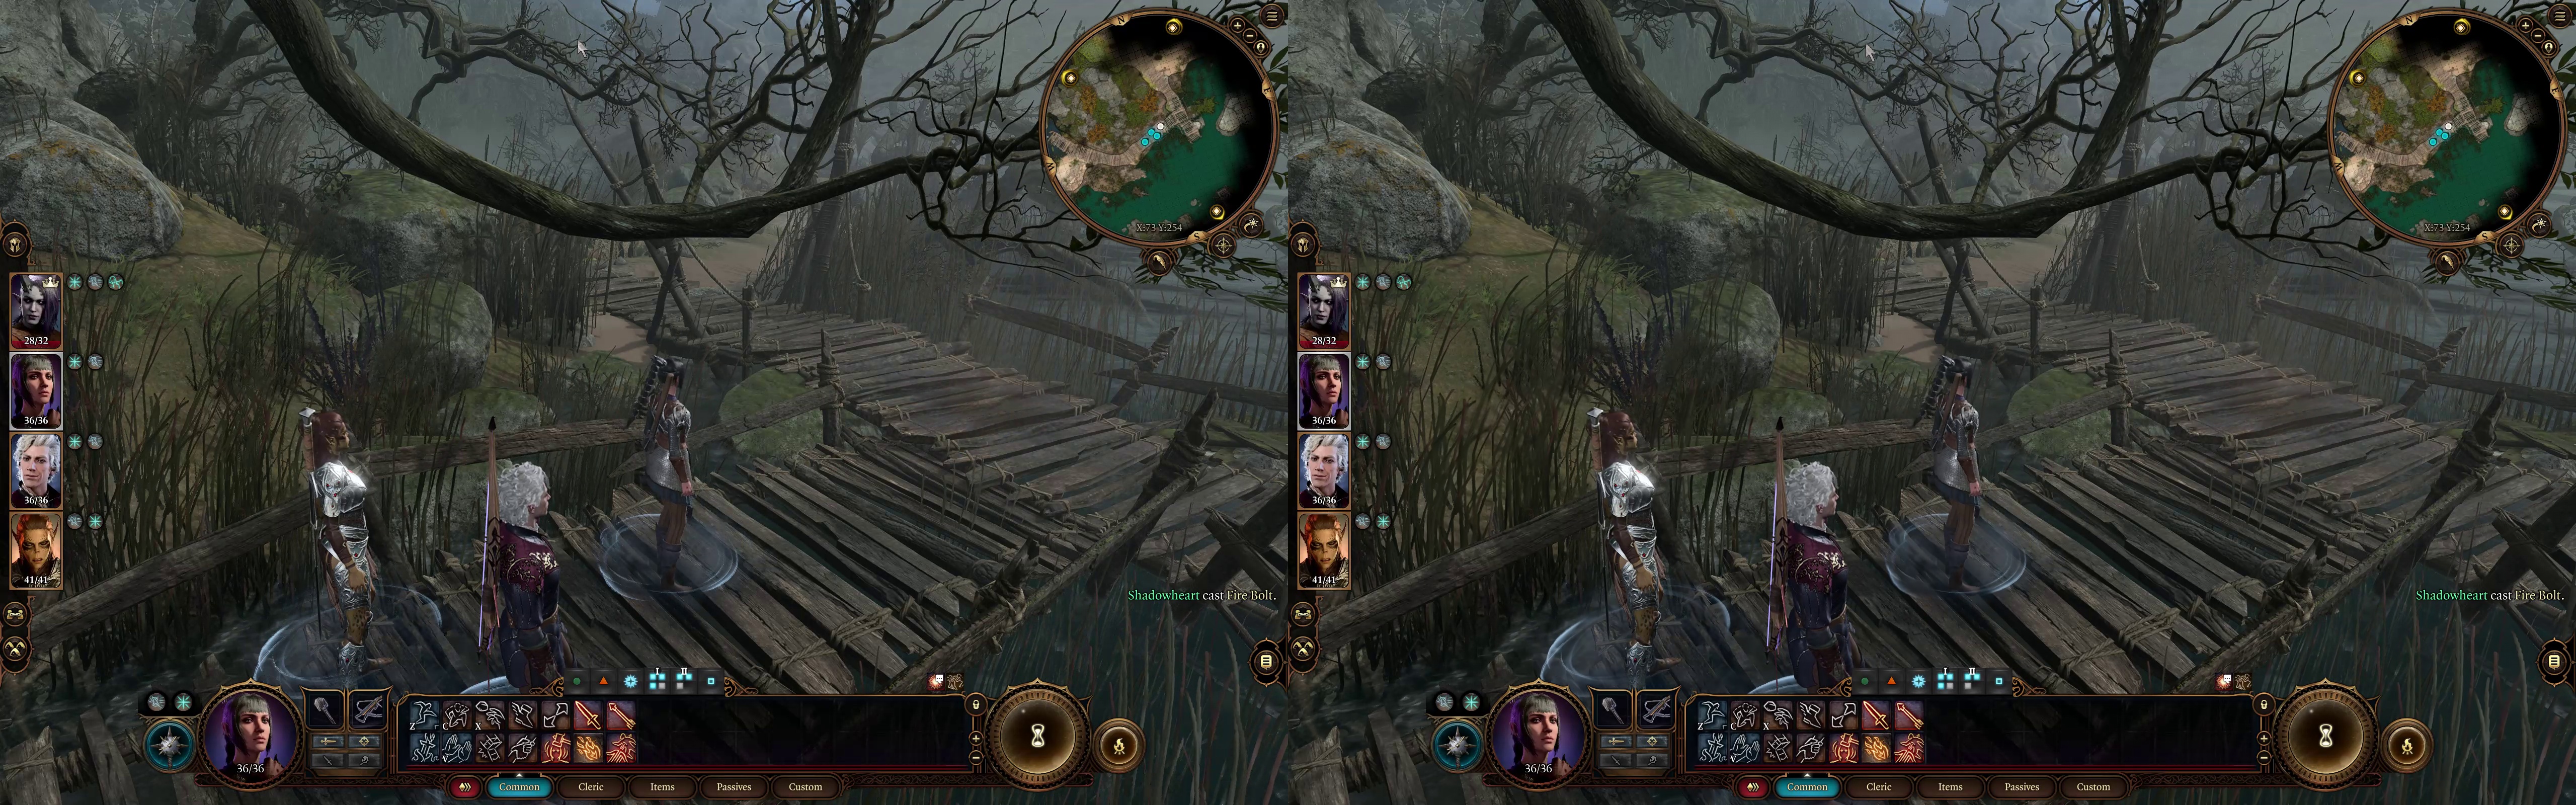 N
X:73 Y:254
S
28/32
36/36
36/36
41/41
Shadowheart cast Fire Bolt.
I
II
Z
C
X
V
36/36
Common
Cleric
Items
Passives
Custom
N
X:73 Y:254
S
28/32
36/36
36/36
41/41
Shadowheart cast Fire Bolt.
I
II
Z
C
X
V
36/36
Common
Cleric
Items
Passives
Custom